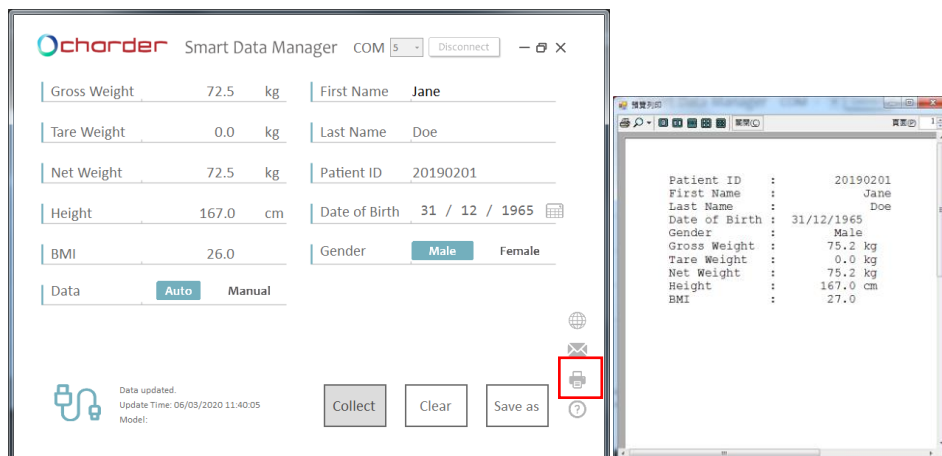 charder Smart Data Manager COM 5 Disconnect
Gross Weight 72.5 kg First Name Jane
Tare Weight 0.0 kg Last Name Doe
Net Weight 72.5 kg Patient ID 20190201
Height 167.0 cm Date of Birth 31 / 12 / 1965
BMI 26.0 Gender Male Female
Data Auto Manual
Data updated.
Update Time: 06/03/2020 11:40:05
Model:
Collect Clear Save as
?
預覽列印
關閉(C) 頁面(P) 1
Patient ID : 20190201
First Name : Jane
Last Name : Doe
Date of Birth : 31/12/1965
Gender : Male
Gross Weight : 75.2 kg
Tare Weight : 0.0 kg
Net Weight : 75.2 kg
Height : 167.0 cm
BMI : 27.0